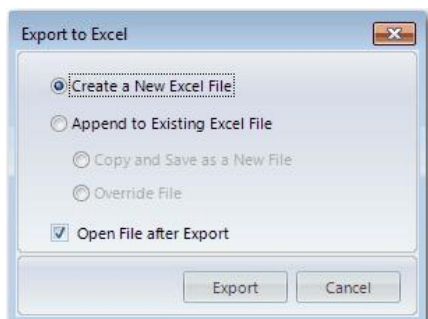 Export to Excel
Create a New Excel File
Append to Existing Excel File
Copy and Save as a New File
Override File
Open File after Export
Export Cancel